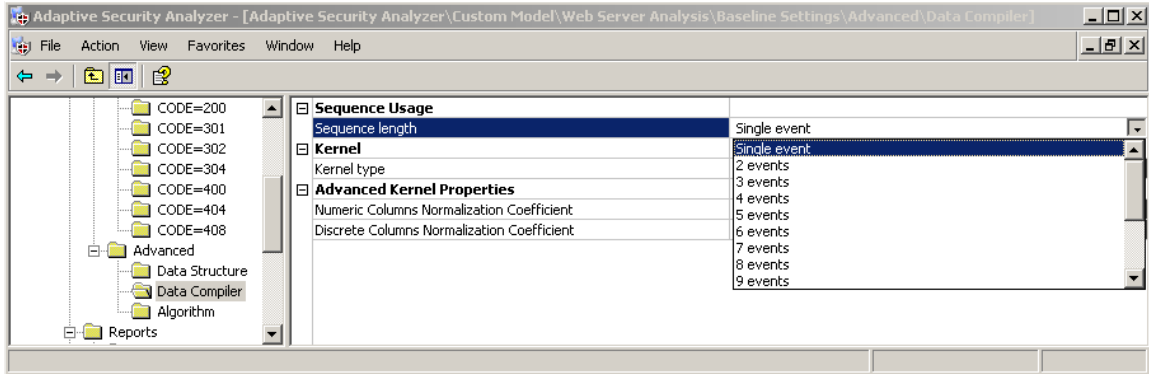 Adaptive Security Analyzer - [Adaptive Security Analyzer\Custom Model\Web Server Analysis\Baseline Settings\Advanced\Data Compiler]
File Action View Favorites Window Help
CODE=200
CODE=301
CODE=302
CODE=304
CODE=400
CODE=404
CODE=408
Advanced
Data Structure
Data Compiler
Algorithm
Reports
Sequence Usage
Sequence length Single event
Kernel
Kernel type
Advanced Kernel Properties
Numeric Columns Normalization Coefficient
Discrete Columns Normalization Coefficient
Single event
2 events
3 events
4 events
5 events
6 events
7 events
8 events
9 events